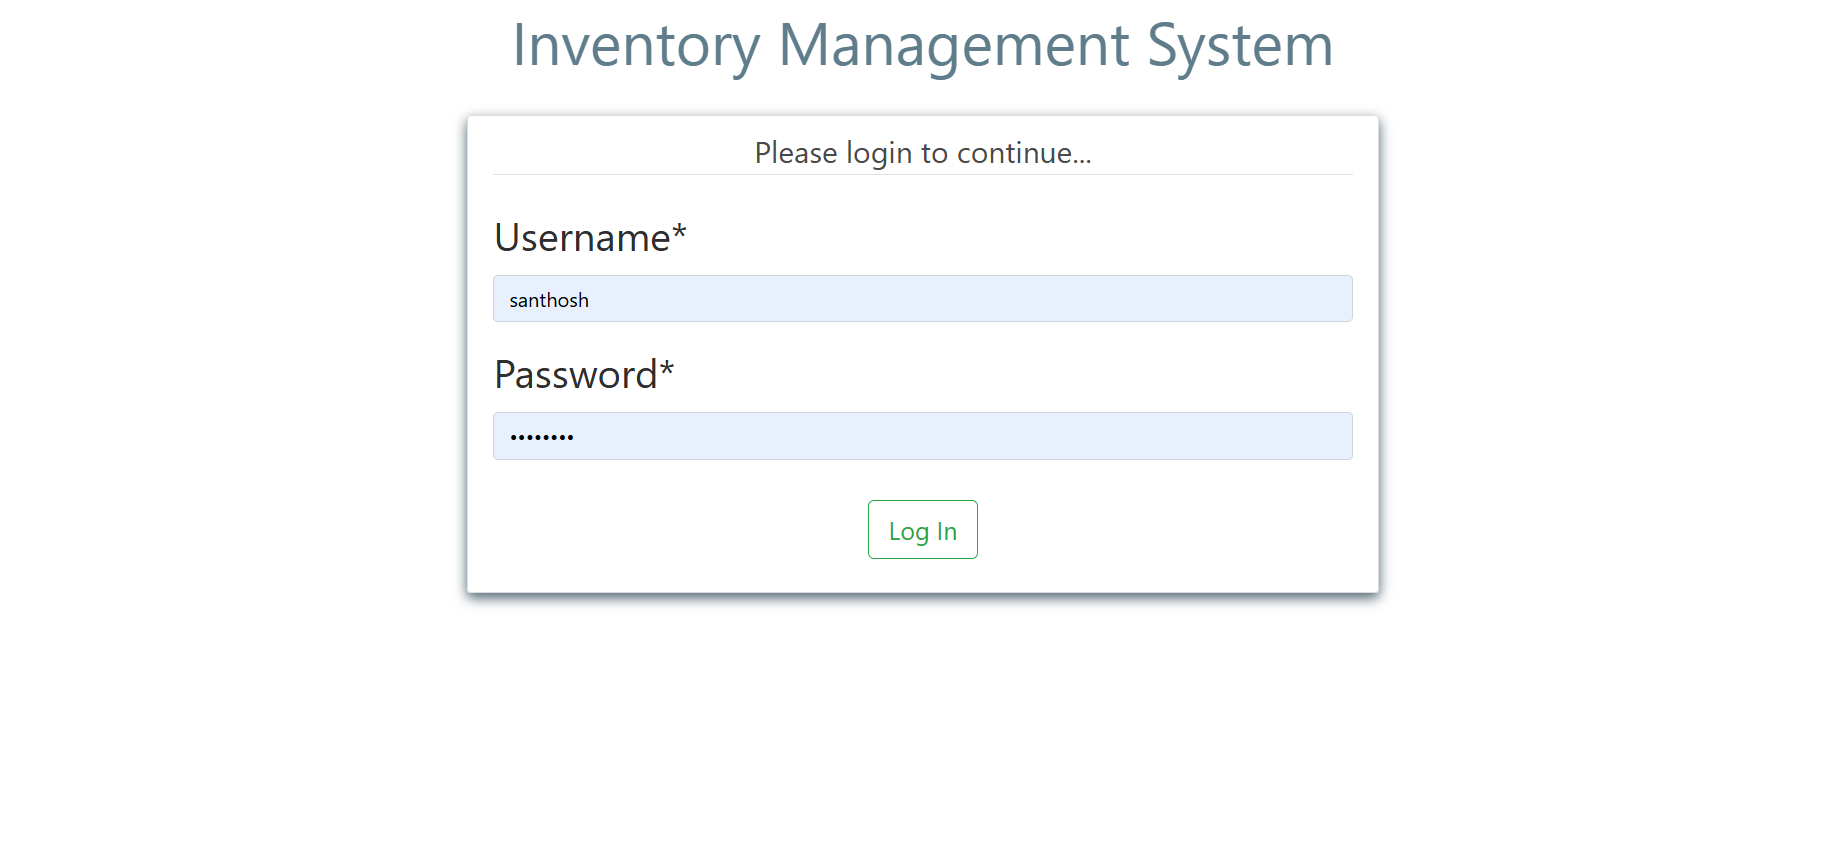 Inventory Management System
Please login to continue...
Username*
santhosh
Password*
••••••••
Log In